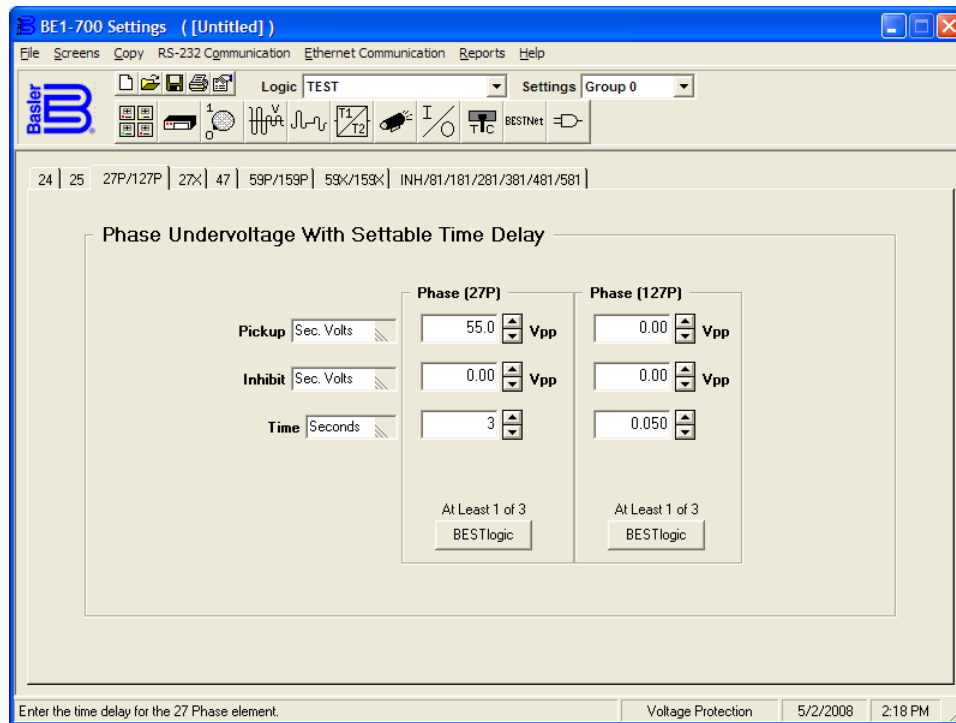 BE1-700 Settings ( [Untitled] )
File Screens Copy RS-232 Communication Ethernet Communication Reports Help
Basler
B
®
Logic TEST Settings Group 0
1
0
V
T1
T2
I
O
T C
BESTNet
24 25 27P/127P 27X 47 59P/159P 59X/159X INH/81/181/281/381/481/581
Phase Undervoltage With Settable Time Delay
Phase (27P) Phase (127P)
Pickup Sec. Volts 55.0 Vpp 0.00 Vpp
Inhibit Sec. Volts 0.00 Vpp 0.00 Vpp
Time Seconds 3 0.050
At Least 1 of 3 At Least 1 of 3
BESTlogic BESTlogic
Enter the time delay for the 27 Phase element. Voltage Protection 5/2/2008 2:18 PM